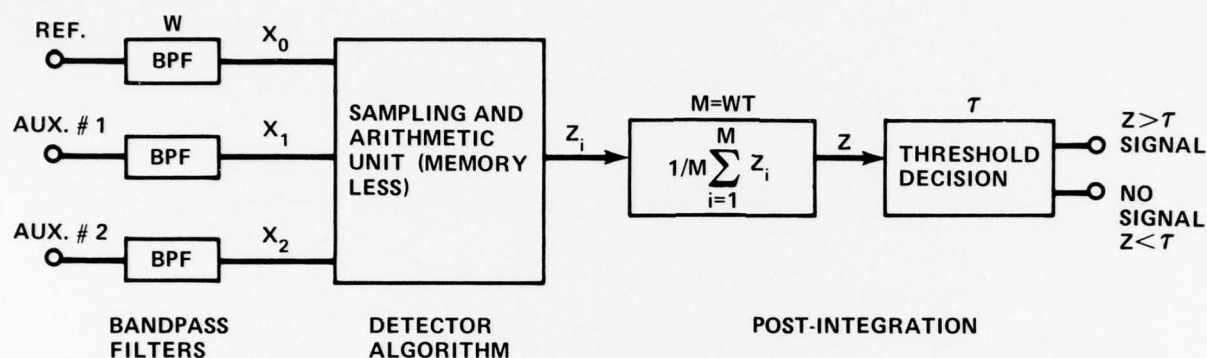 REF.
W
BPF
X0
AUX. #1
BPF
X1
AUX. #2
BPF
X2
BANDPASS
FILTERS
SAMPLING AND
ARITHMETIC
UNIT (MEMORY
LESS)
DETECTOR
ALGORITHM
Zi
M=WT
1/M M∑i=1 Zi
Z
τ
THRESHOLD
DECISION
POST-INTEGRATION
Z>τ
SIGNAL
NO
SIGNAL
Z<τ